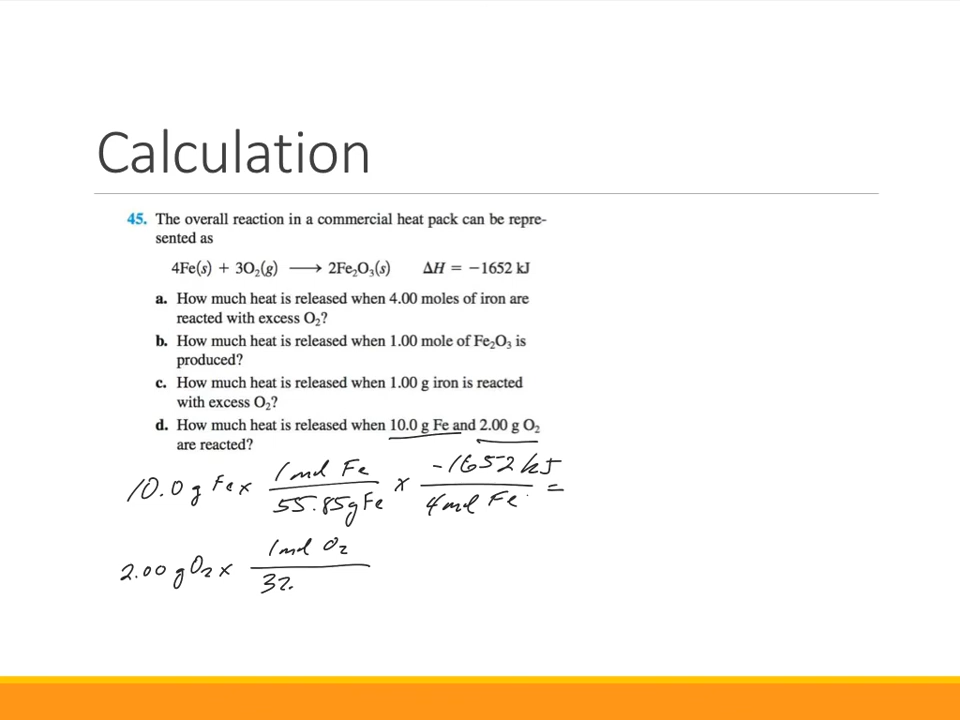 Calculation
45. The overall reaction in a commercial heat pack can be repre-
sented as
4Fe(s) + 3O₂(g) ⟶ 2Fe₂O₃(s) ΔH = −1652 kJ
a. How much heat is released when 4.00 moles of iron are
reacted with excess O₂?
b. How much heat is released when 1.00 mole of Fe₂O₃ is
produced?
c. How much heat is released when 1.00 g iron is reacted
with excess O₂?
d. How much heat is released when 10.0 g Fe and 2.00 g O₂
are reacted?
10.0 g Fe x 1 mol Fe / 55.85 g Fe x -1652 kJ / 4 mol Fe =
2.00 g O₂ x 1 mol O₂ / 32.